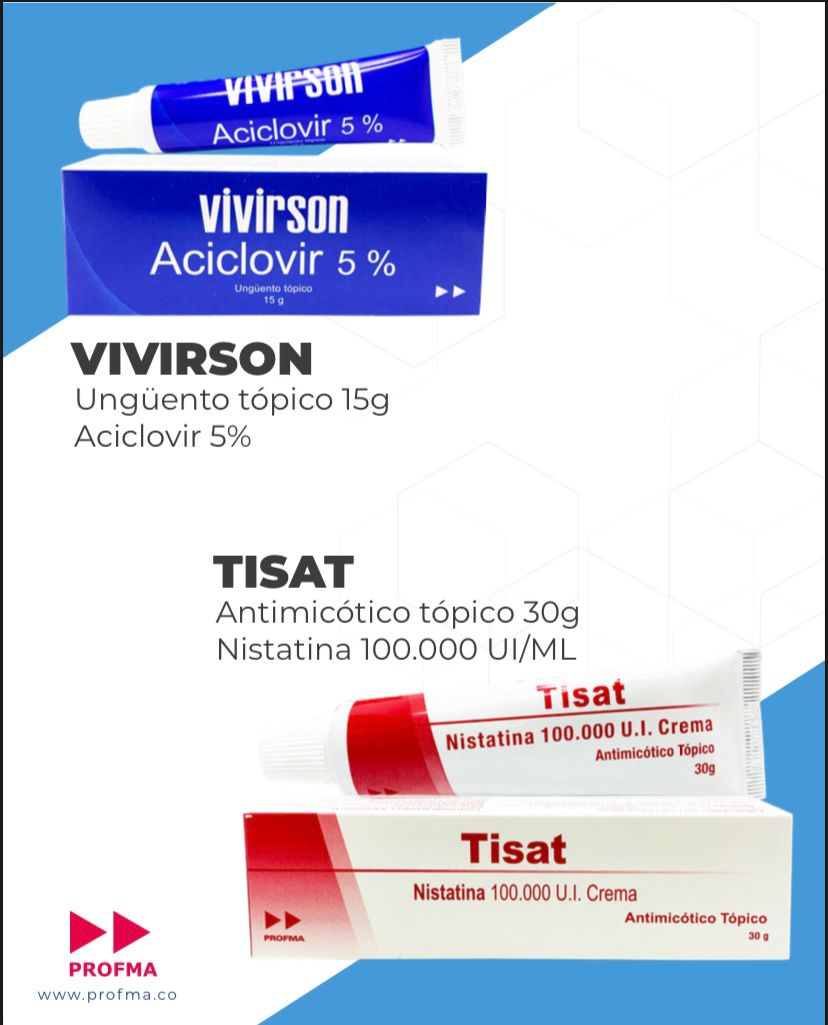 vivirson
Aciclovir 5 %
Ungüento tópico
vivirson
Aciclovir 5 %
Ungüento tópico
15 g
VIVIRSON
Ungüento tópico 15g
Aciclovir 5%
TISAT
Antimicótico tópico 30g
Nistatina 100.000 UI/ML
Tisat
Nistatina 100.000 U.I. Crema
Antimicótico Tópico
30g
Tisat
Nistatina 100.000 U.I. Crema
Antimicótico Tópico
30 g
PROFMA
PROFMA
www.profma.co